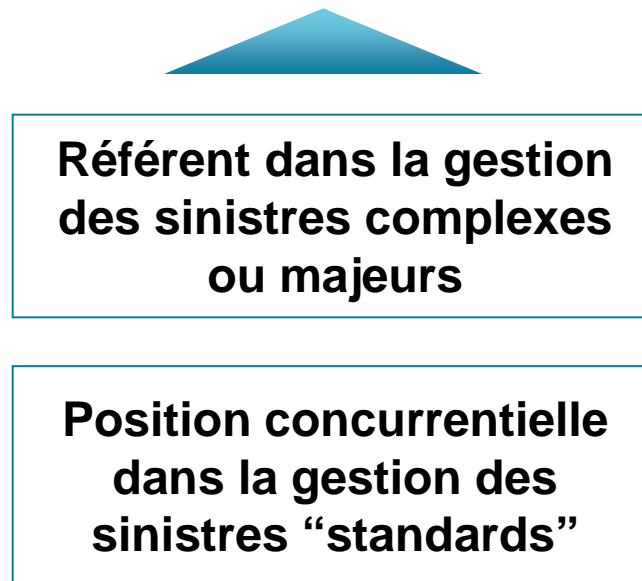 Référent dans la gestion
des sinistres complexes
ou majeurs
Position concurrentielle
dans la gestion des
sinistres “standards”